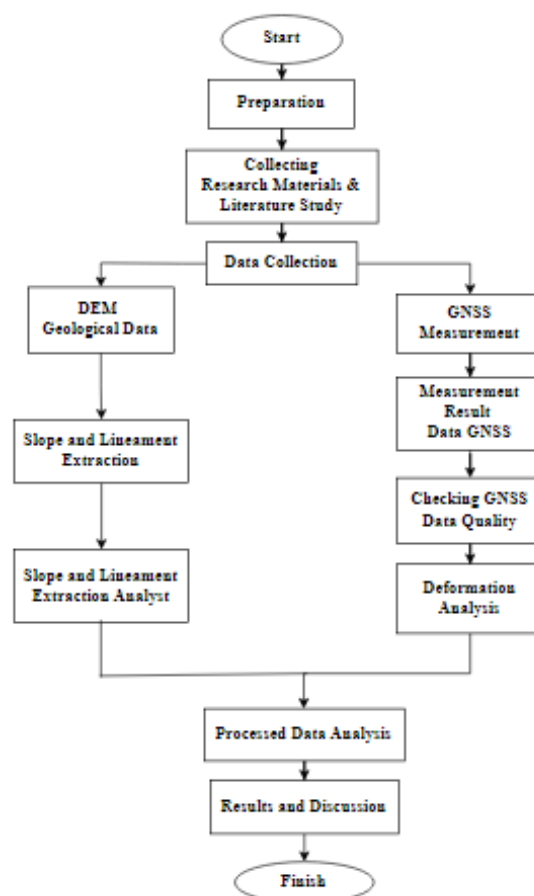 Start
Preparation
Collecting
Research Materials &
Literature Study
Data Collection
DEM
Geological Data
Slope and Lineament
Extraction
Slope and Lineament
Extraction Analyst
GNSS
Measurement
Measurement
Result
Data GNSS
Checking GNSS
Data Quality
Deformation
Analysis
Processed Data Analysis
Results and Discussion
Finish